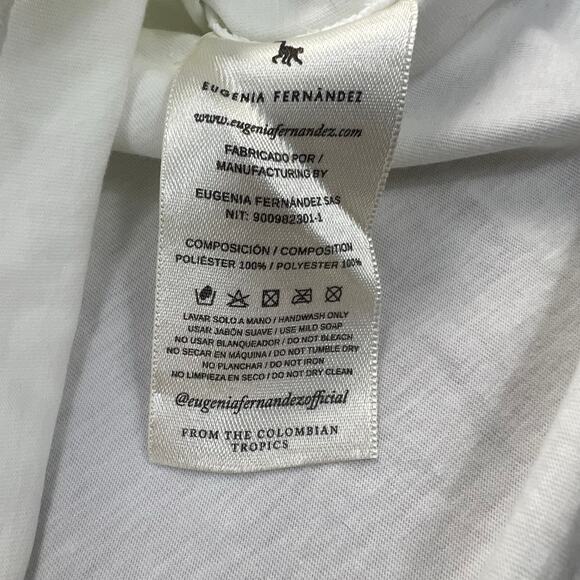 EUGENIA FERNÁNDEZ
www.eugeniafernandez.com
FABRICADO POR /
MANUFACTURING BY
EUGENIA FERNÁNDEZ SAS
NIT: 900982301-1
COMPOSICIÓN / COMPOSITION
POLIÉSTER 100% / POLYESTER 100%
LAVAR SOLO A MANO / HANDWASH ONLY
USAR JABÓN SUAVE / USE MILD SOAP
NO USAR BLANQUEADOR / DO NOT BLEACH
NO SECAR EN MÁQUINA / DO NOT TUMBLE DRY
NO PLANCHAR / DO NOT IRON
NO LIMPIEZA EN SECO / DO NOT DRY CLEAN
@eugeniafernandezofficial
FROM THE COLOMBIAN
TROPICS